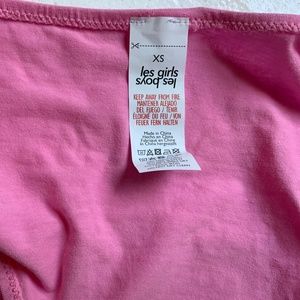 XS
les girls
les boys
KEEP AWAY FROM FIRE
MANTENER ALEJADO
DEL FUEGO / TENIR
ÉLOIGNÉ DU FEU / VON
FEUER FERN HALTEN
Made in China
Hecho en China
Fabriqué en Chine
In China hergestellt